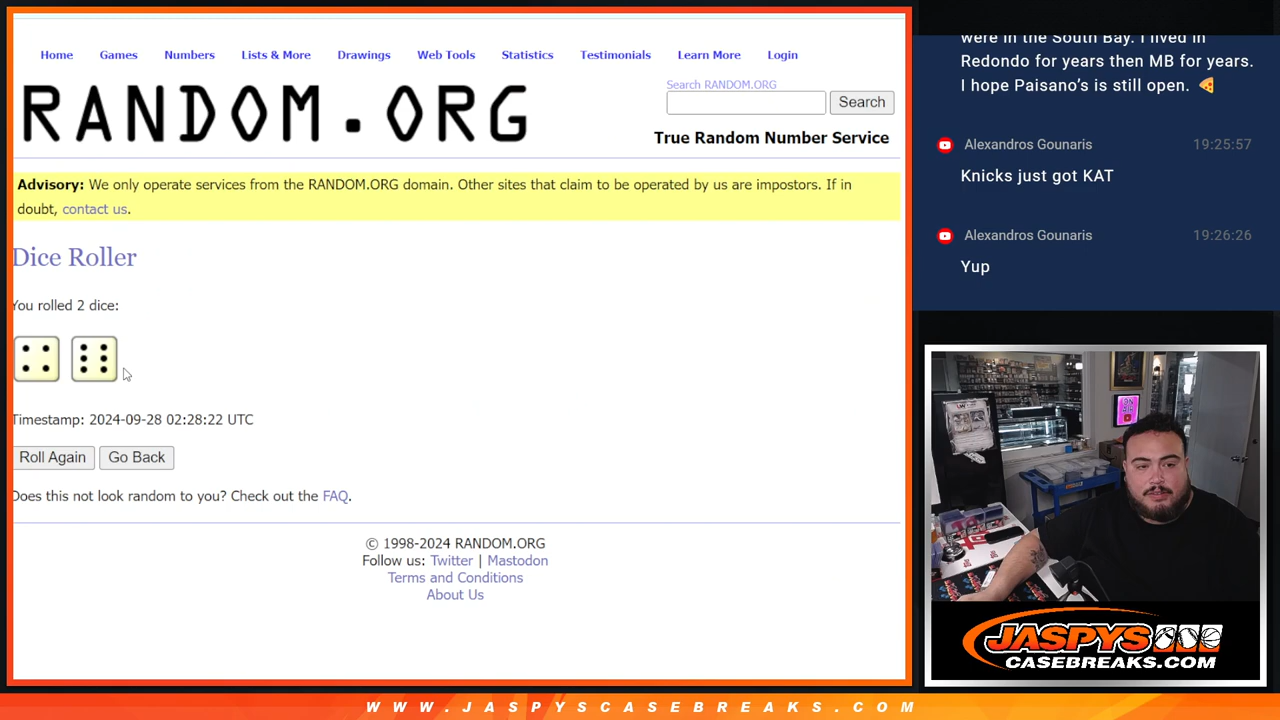 Home Games Numbers Lists & More Drawings Web Tools Statistics Testimonials Learn More Login
RANDOM.ORG
Search RANDOM.ORG
Search
True Random Number Service
Advisory: We only operate services from the RANDOM.ORG domain. Other sites that claim to be operated by us are impostors. If in
doubt, contact us.
Dice Roller
You rolled 2 dice:
Timestamp: 2024-09-28 02:28:22 UTC
Roll Again Go Back
Does this not look random to you? Check out the FAQ.
© 1998-2024 RANDOM.ORG
Follow us: Twitter | Mastodon
Terms and Conditions
About Us
were in the South Bay. I lived in
Redondo for years then MB for years.
I hope Paisano’s is still open. 🍕
Alexandros Gounaris 19:25:57
Knicks just got KAT
Alexandros Gounaris 19:26:26
Yup
JASPYS
CASEBREAKS.COM
WWW.JASPYSCASEBREAKS.COM